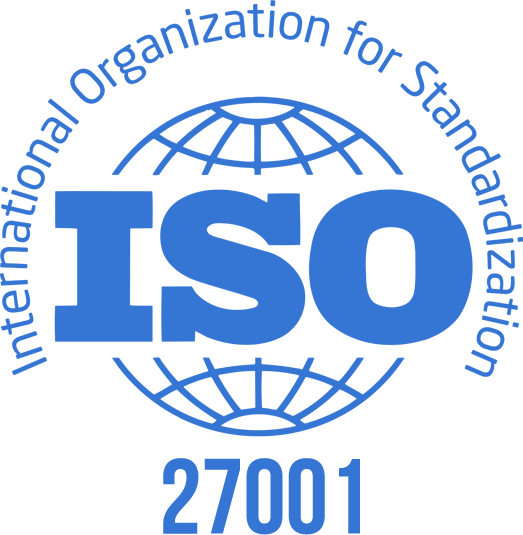 International Organization for Standardization
ISO
27001